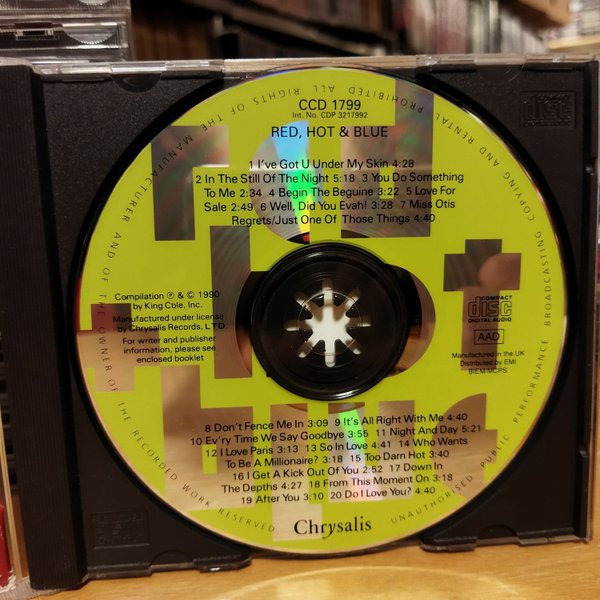 CCD 1799
Int. No. CDP 3217992
RED, HOT & BLUE
1 I've Got U Under My Skin 4:28
2 In The Still Of The Night 5:18 3 You Do Something
To Me 2:34 4 Begin The Beguine 3:22 5 Love For
Sale 2:49 6 Well, Did You Evah! 3:28 7 Miss Otis
Regrets/Just One Of Those Things 4:40
Compilation ℗ & © 1990
by King Cole, Inc.
Manufactured under license
by Chrysalis Records, LTD.
For writer and publisher
information, please see
enclosed booklet
COMPACT
disc
DIGITAL AUDIO
AAD
Manufactured in the UK
Distributed by EMI
BIEM/MCPS
8 Don't Fence Me In 3:09 9 It's All Right With Me 4:40
10 Ev'ry Time We Say Goodbye 3:55 11 Night And Day 5:21
12 I Love Paris 3:13 13 So In Love 4:41 14 Who Wants
To Be A Millionaire? 3:18 15 Too Darn Hot 3:40
16 I Get A Kick Out Of You 2:52 17 Down In
The Depths 4:27 18 From This Moment On 3:18
19 After You 3:10 20 Do I Love You? 4:40
Chrysalis
ALL RIGHTS OF THE MANUFACTURER AND OF THE OWNER OF THE RECORDED WORK RESERVED
UNAUTHORISED PUBLIC PERFORMANCE BROADCASTING COPYING AND RENTAL PROHIBITED
disc